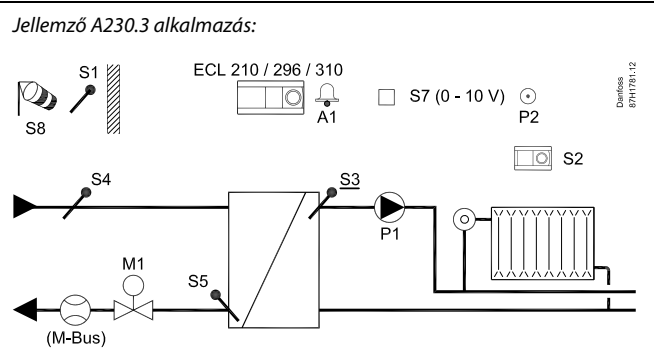 Jellemző A230.3 alkalmazás:
S1
ECL 210 / 296 / 310
S8
A1
S7 (0 - 10 V)
P2
Danfoss
87H1781.12
S2
S4
S3
P1
M1
S5
(M-Bus)